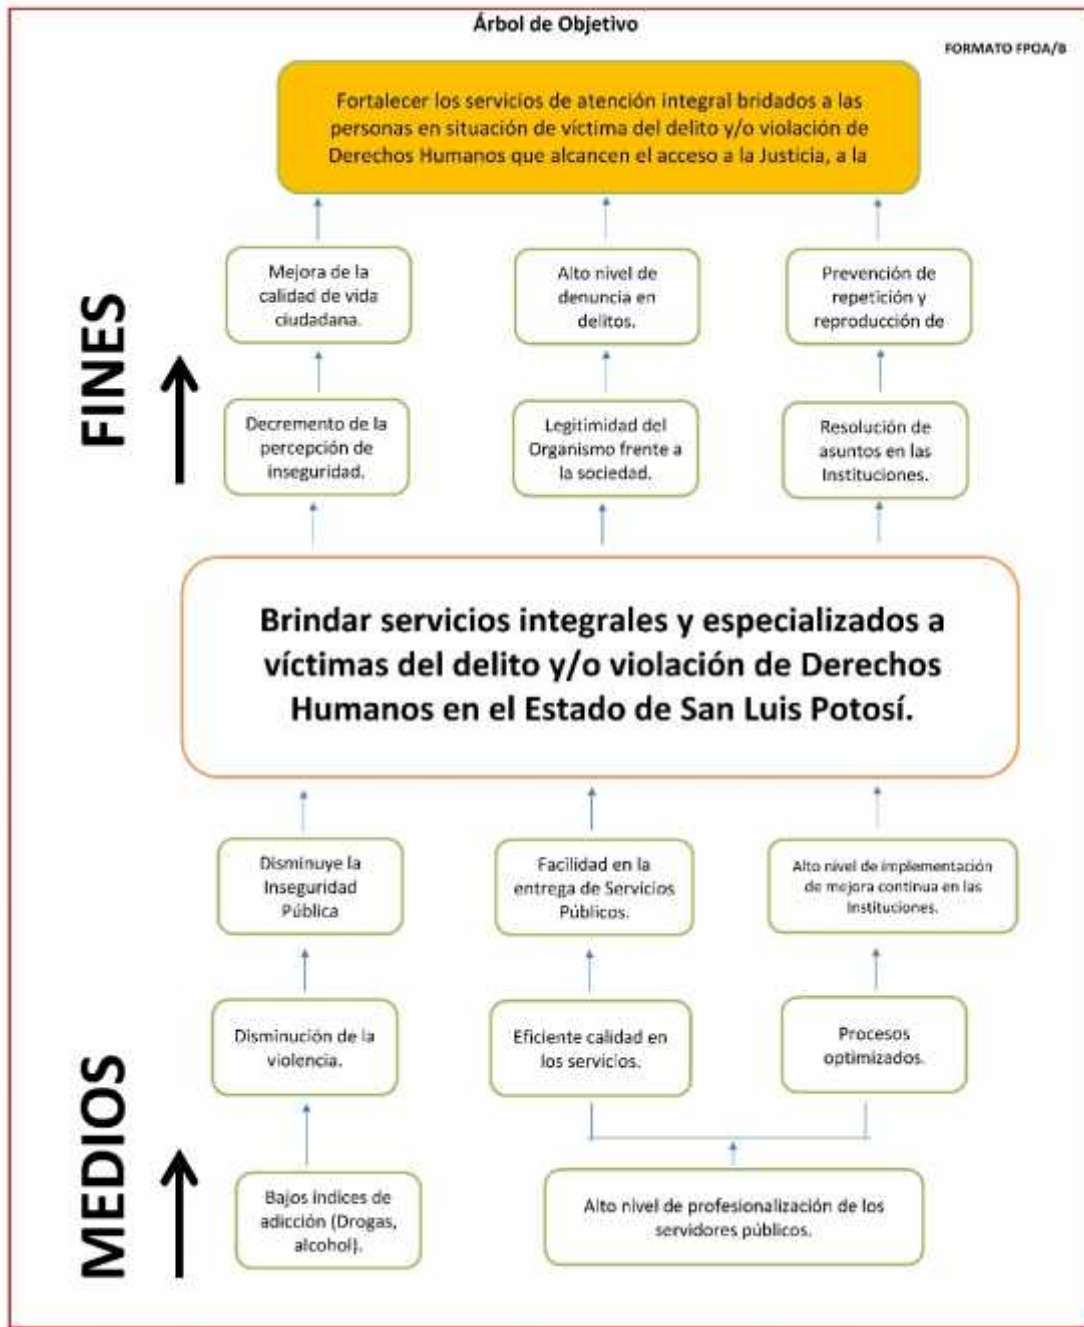 Árbol de Objetivo
FORMATO FPOA/B
Fortalecer los servicios de atención integral bridados a las
personas en situación de víctima del delito y/o violación de
Derechos Humanos que alcancen el acceso a la Justicia, a la
FINES
Mejora de la
calidad de vida
ciudadana.
Alto nivel de
denuncia en
delitos.
Prevención de
repetición y
reproducción de
Decremento de la
percepción de
inseguridad.
Legitimidad del
Organismo frente a
la sociedad.
Resolución de
asuntos en las
Instituciones.
Brindar servicios integrales y especializados a
víctimas del delito y/o violación de Derechos
Humanos en el Estado de San Luis Potosí.
MEDIOS
Disminuye la
Inseguridad
Pública
Facilidad en la
entrega de Servicios
Públicos.
Alto nivel de implementación
de mejora continua en las
Instituciones.
Disminución de la
violencia.
Eficiente calidad en
los servicios.
Procesos
optimizados.
Bajos índices de
adicción (Drogas,
alcohol).
Alto nivel de profesionalización de los
servidores públicos.